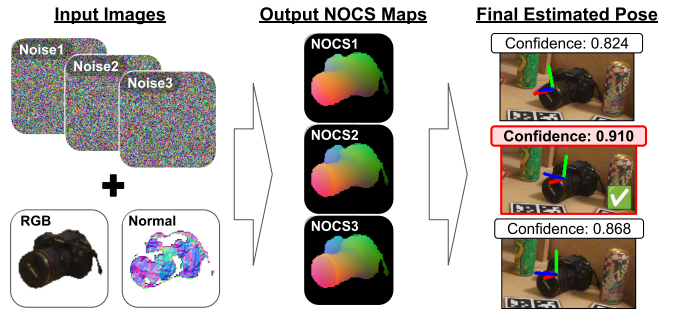 Input Images
Output NOCS Maps
Final Estimated Pose
Noise1
Noise2
Noise3
RGB
Normal
NOCS1
NOCS2
NOCS3
Confidence: 0.824
Confidence: 0.910
Confidence: 0.868